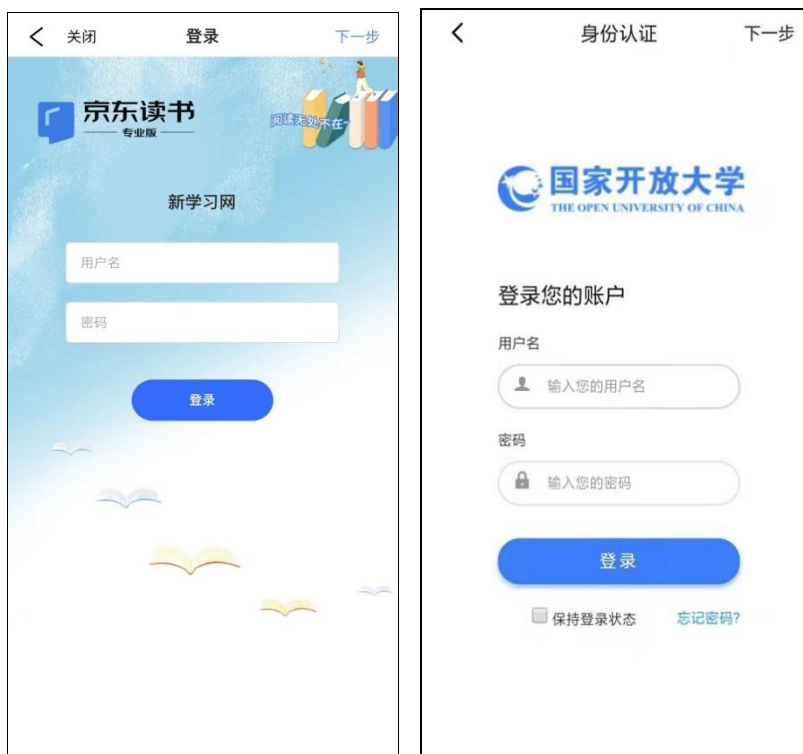 关闭
登录
下一步
京东读书
专业版
阅读无处不在~
新学习网
用户名
密码
登录
身份认证
下一步
国家开放大学
THE OPEN UNIVERSITY OF CHINA
登录您的账户
用户名
输入您的用户名
密码
输入您的密码
登录
保持登录状态
忘记密码?